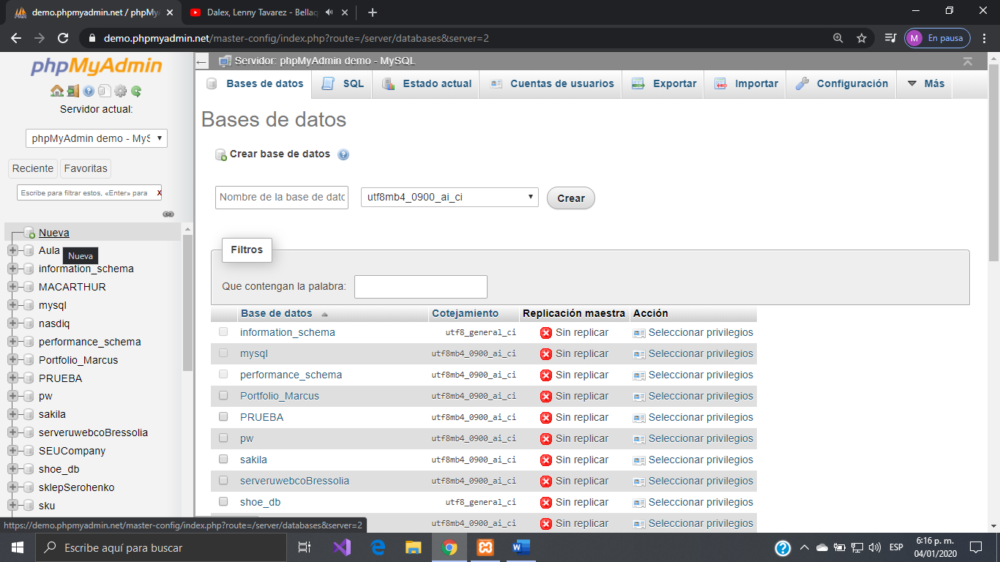 demo.phpmyadmin.net / phpMyA
Dalex, Lenny Tavarez - Bellaq
demo.phpmyadmin.net/master-config/index.php?route=/server/databases&server=2
M
En pausa
phpMyAdmin
Servidor actual:
phpMyAdmin demo - MyS
Reciente
Favoritas
Escribe para filtrar estos, «Enter» para
X
Nueva
Aula
Nueva
information_schema
MACARTHUR
mysql
nasdiq
performance_schema
Portfolio_Marcus
PRUEBA
pw
sakila
serveruwebcoBressolia
SEUCompany
shoe_db
sklepSerohenko
sku
https://demo.phpmyadmin.net/master-config/index.php?route=/server/databases&server=2
Servidor: phpMyAdmin demo - MySQL
Bases de datos
SQL
Estado actual
Cuentas de usuarios
Exportar
Importar
Configuración
Más
Bases de datos
Crear base de datos
Nombre de la base de dato
utf8mb4_0900_ai_ci
Crear
Filtros
Que contengan la palabra:
Base de datos Cotejamiento Replicación maestra Acción
information_schema utf8_general_ci Sin replicar Seleccionar privilegios
mysql utf8mb4_0900_ai_ci Sin replicar Seleccionar privilegios
performance_schema utf8mb4_0900_ai_ci Sin replicar Seleccionar privilegios
Portfolio_Marcus utf8mb4_0900_ai_ci Sin replicar Seleccionar privilegios
PRUEBA utf8mb4_0900_ai_ci Sin replicar Seleccionar privilegios
pw utf8mb4_0900_ai_ci Sin replicar Seleccionar privilegios
sakila utf8mb4_0900_ai_ci Sin replicar Seleccionar privilegios
serveruwebcoBressolia utf8mb4_0900_ai_ci Sin replicar Seleccionar privilegios
shoe_db utf8_general_ci Sin replicar Seleccionar privilegios
utf8mb4_0900_ai_ci Sin replicar Seleccionar privilegios
Escribe aquí para buscar
ESP
6:16 p. m.
04/01/2020